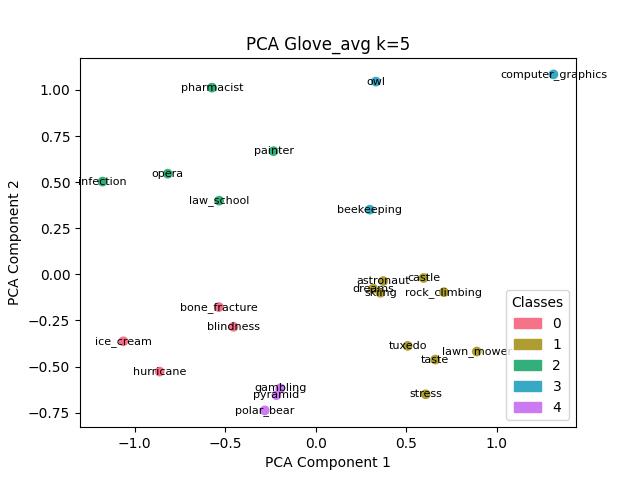 PCA Glove_avg k=5
PCA Component 2
1.00
0.75
0.50
0.25
0.00
−0.25
−0.50
−0.75
computer_graphics
owl
pharmacist
painter
opera
infection
law_school
beekeeping
castle
astronaut
dreams
skiing
rock_climbing
bone_fracture
blindness
ice_cream
tuxedo
lawn_mower
taste
hurricane
gambling
pyramid
stress
polar_bear
Classes
0
1
2
3
4
−1.0
−0.5
0.0
0.5
1.0
PCA Component 1